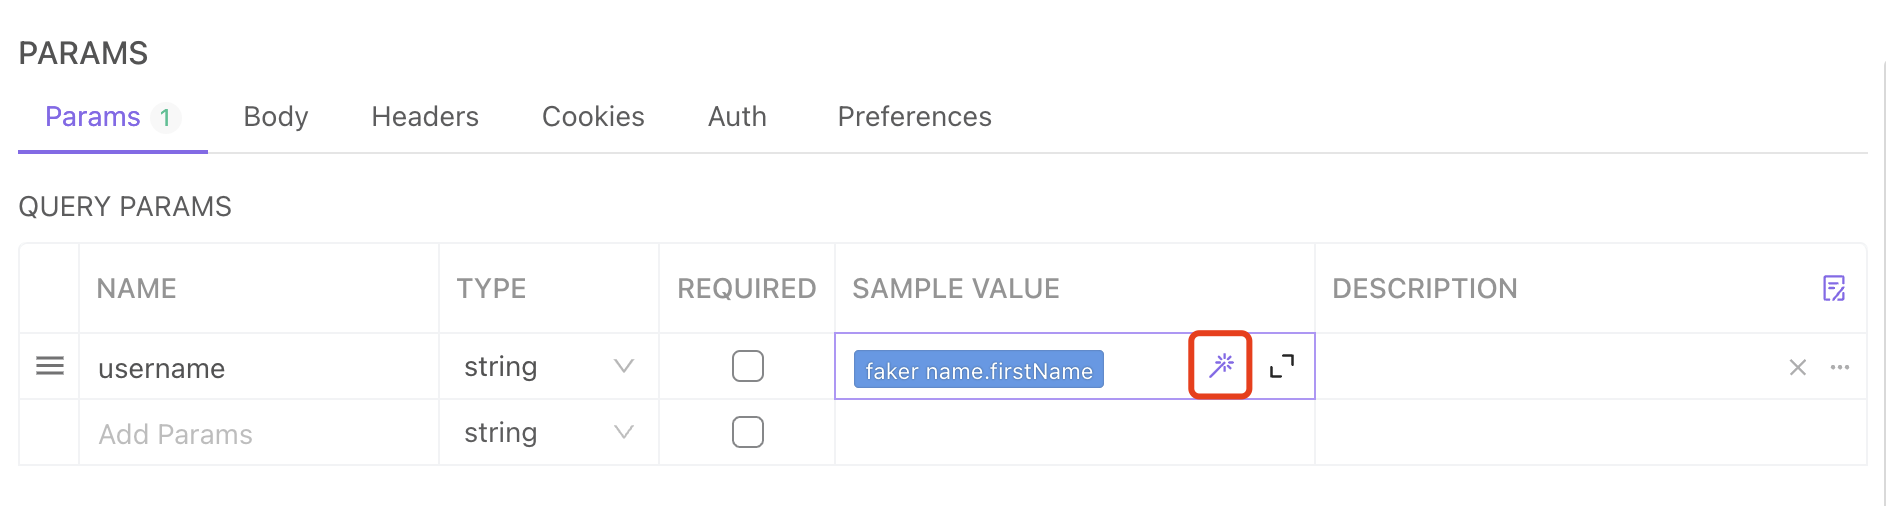 PARAMS
Params 1 Body Headers Cookies Auth Preferences
QUERY PARAMS
NAME TYPE REQUIRED SAMPLE VALUE DESCRIPTION
username string faker name.firstName
Add Params string